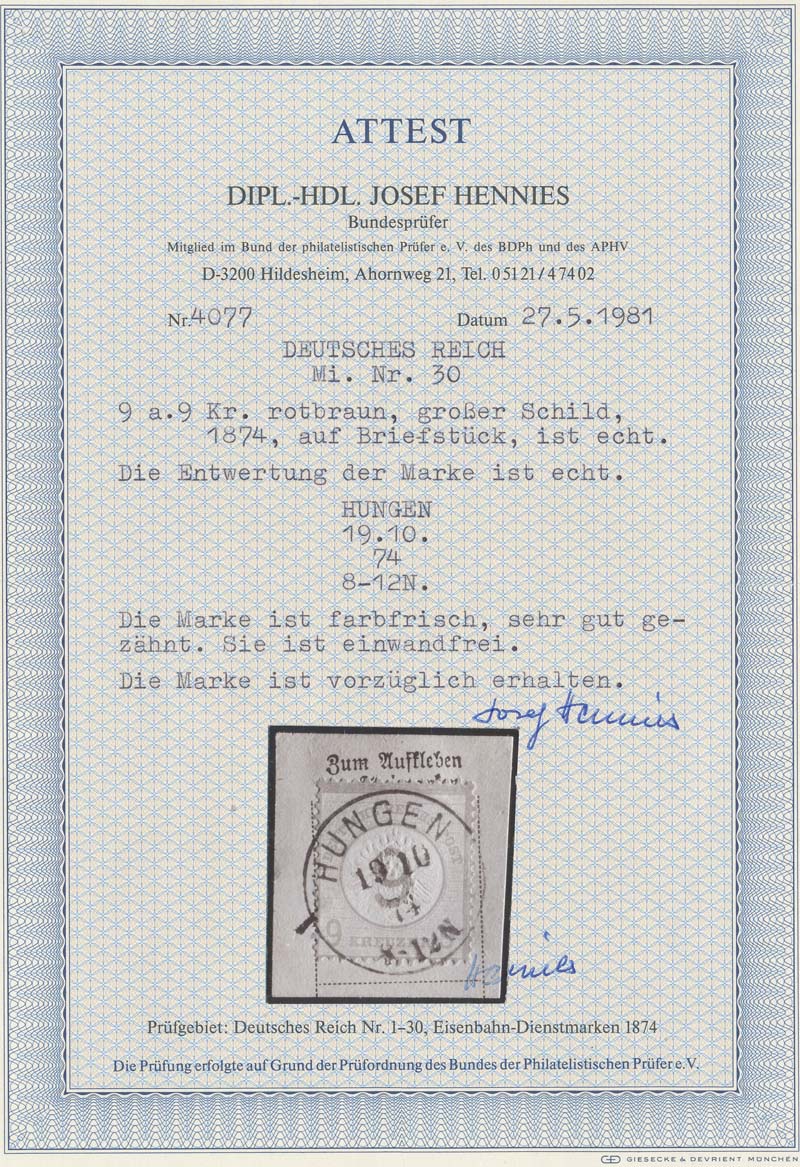 ATTEST
DIPL.-HDL. JOSEF HENNIES
Bundesprüfer
Mitglied im Bund der philatelistischen Prüfer e. V. des BDPh und des APHV
D-3200 Hildesheim, Ahornweg 21, Tel. 05121/47402
Nr. 4077 Datum 27.5.1981
DEUTSCHES REICH
Mi. Nr. 30
9 a.9 Kr. rotbraun, großer Schild,
1874, auf Briefstück, ist echt.
Die Entwertung der Marke ist echt.
HUNGEN
19.10.
74
8-12N.
Die Marke ist farbfrisch, sehr gut ge-
zähnt. Sie ist einwandfrei.
Die Marke ist vorzüglich erhalten.
Josef Hennies
Zum Aufkleben
HUNGEN
19 10
9
74
8-12N
9 KREUZER
Hennies
Prüfgebiet: Deutsches Reich Nr. 1–30, Eisenbahn-Dienstmarken 1874
Die Prüfung erfolgte auf Grund der Prüfordnung des Bundes der Philatelistischen Prüfer e.V.
GIESECKE & DEVRIENT MÜNCHEN